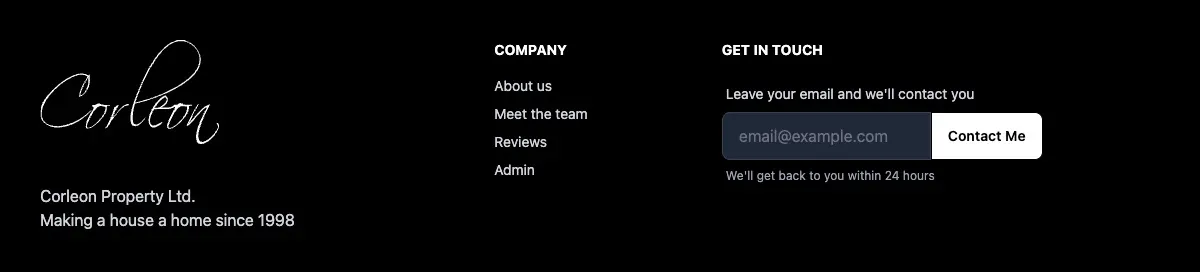 Corleon
Corleon Property Ltd.
Making a house a home since 1998
COMPANY
About us
Meet the team
Reviews
Admin
GET IN TOUCH
Leave your email and we'll contact you
email@example.com
Contact Me
We'll get back to you within 24 hours